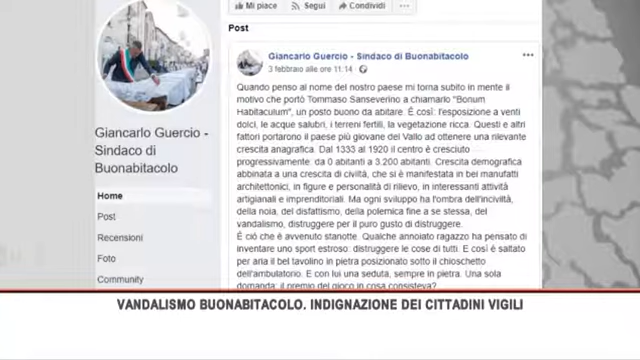 Mi piace Segui Condividi ...
Post
Giancarlo Guercio - Sindaco di Buonabitacolo
3 febbraio alle ore 11:14 ·
Quando penso al nome del nostro paese mi torna subito in mente il
motivo che portò Tommaso Sanseverino a chiamarlo "Bonum
Habitaculum", un posto buono da abitare. È così: l'esposizione a venti
dolci, le acque salubri, i terreni fertili, la vegetazione ricca. Questi e altri
fattori portarono il paese più giovane del Vallo ad ottenere una rilevante
crescita anagrafica. Dal 1333 al 1920 il centro è cresciuto
progressivamente: da 0 abitanti a 3.200 abitanti. Crescita demografica
abbinata a una crescita di civiltà, che si è manifestata in bei manufatti
architettonici, in figure e personalità di rilievo, in interessanti attività
artigianali e imprenditoriali. Ma ogni sviluppo ha l'ombra dell'inciviltà,
della noia, del disfattismo, della polemica fine a se stessa, del
vandalismo, distruggere per il puro gusto di distruggere.
È ciò che è avvenuto stanotte. Qualche annoiato ragazzo ha pensato di
inventare uno sport estroso: distruggere le cose di tutti. E così è saltato
per aria il bel tavolino in pietra posizionato sotto il chioschetto
dell'ambulatorio. E con lui una seduta, sempre in pietra. Una sola
domanda: il premio del gioco in cosa consisteva?
Giancarlo Guercio -
Sindaco di
Buonabitacolo
Home
Post
Recensioni
Foto
Community
VANDALISMO BUONABITACOLO. INDIGNAZIONE DEI CITTADINI VIGILI